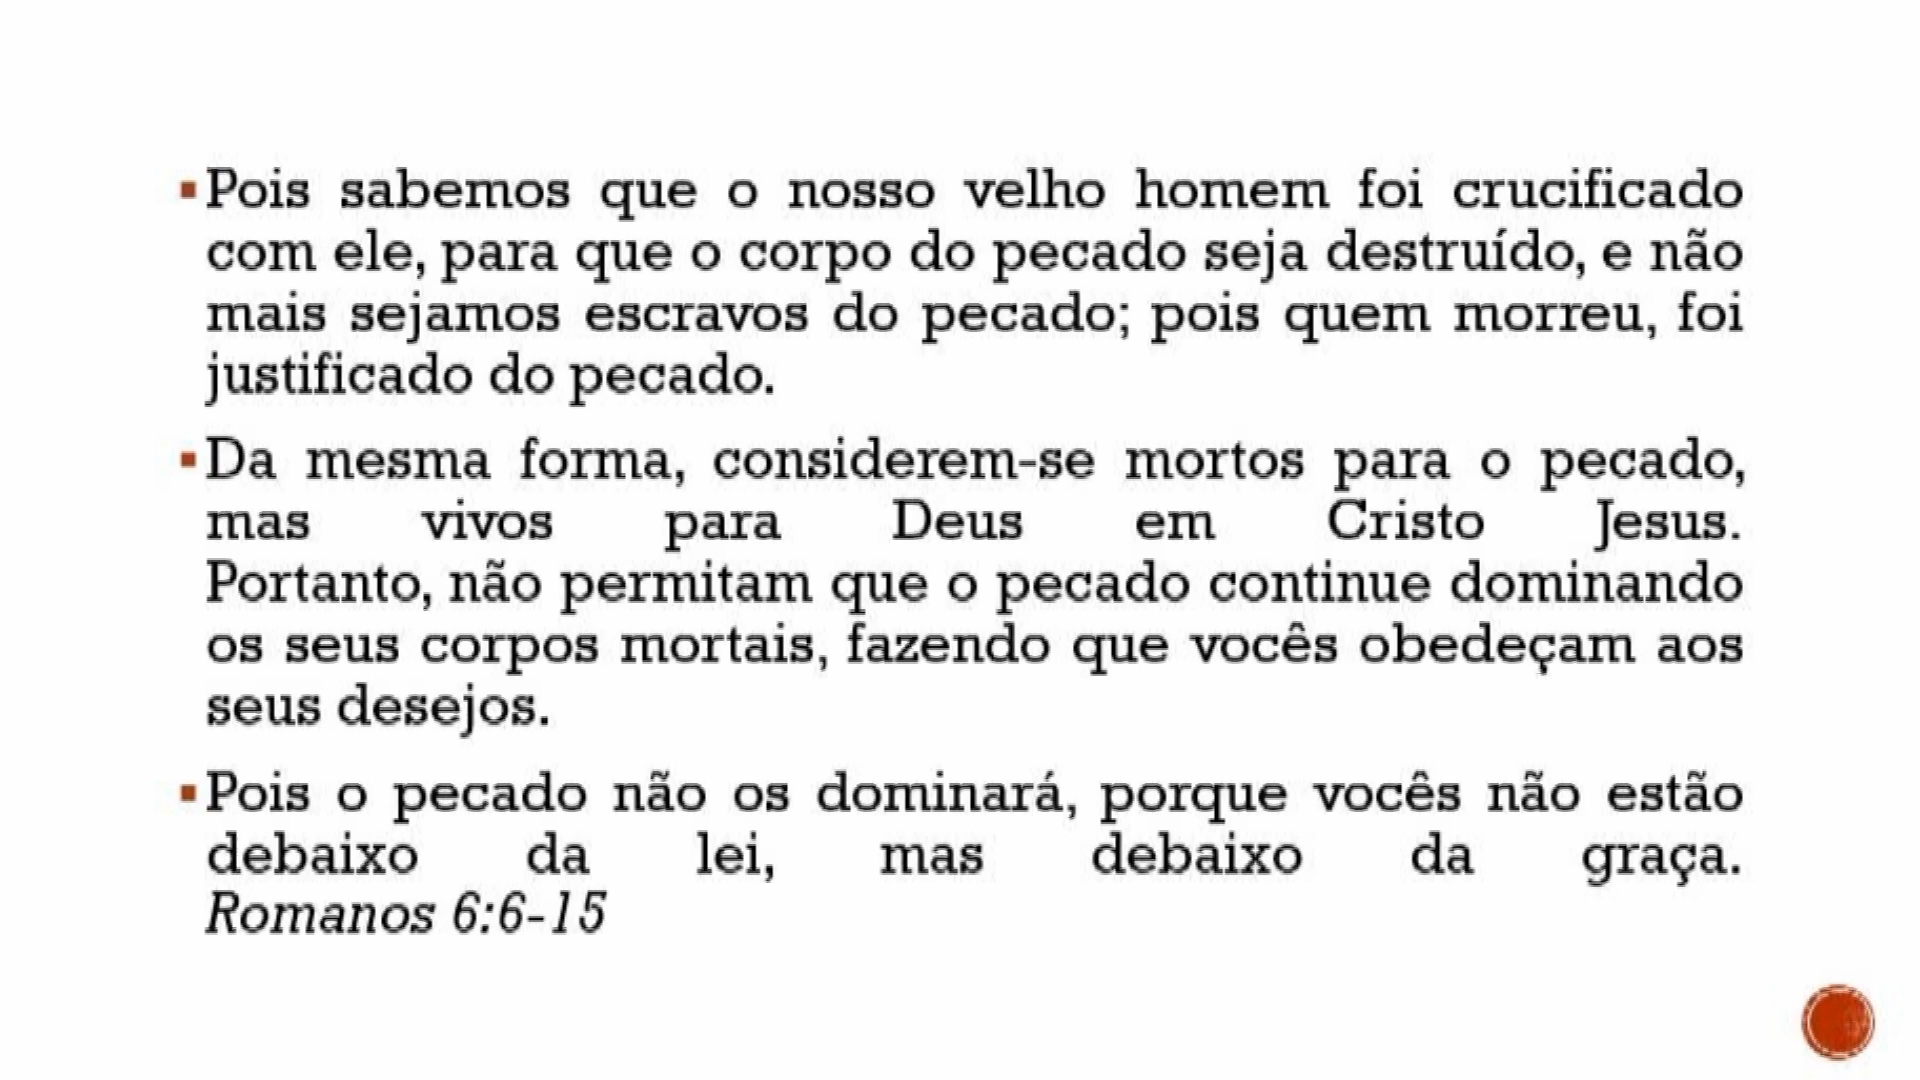 Pois sabemos que o nosso velho homem foi crucificado
com ele, para que o corpo do pecado seja destruído, e não
mais sejamos escravos do pecado; pois quem morreu, foi
justificado do pecado.
Da mesma forma, considerem-se mortos para o pecado,
mas vivos para Deus em Cristo Jesus.
Portanto, não permitam que o pecado continue dominando
os seus corpos mortais, fazendo que vocês obedeçam aos
seus desejos.
Pois o pecado não os dominará, porque vocês não estão
debaixo da lei, mas debaixo da graça.
Romanos 6:6-15